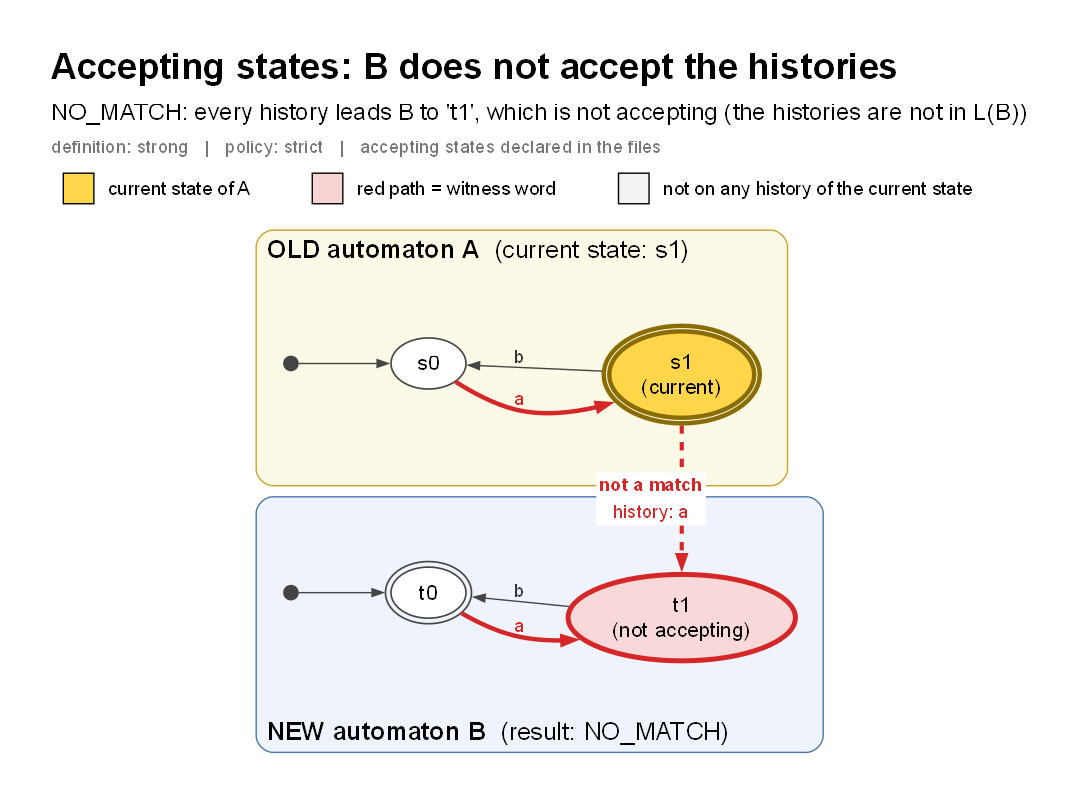 Accepting states: B does not accept the histories
NO_MATCH: every history leads B to 't1', which is not accepting (the histories are not in L(B))
definition: strong | policy: strict | accepting states declared in the files
current state of A
red path = witness word
not on any history of the current state
OLD automaton A (current state: s1)
s0
b
a
s1
(current)
not a match
history: a
t0
b
a
t1
(not accepting)
NEW automaton B (result: NO_MATCH)